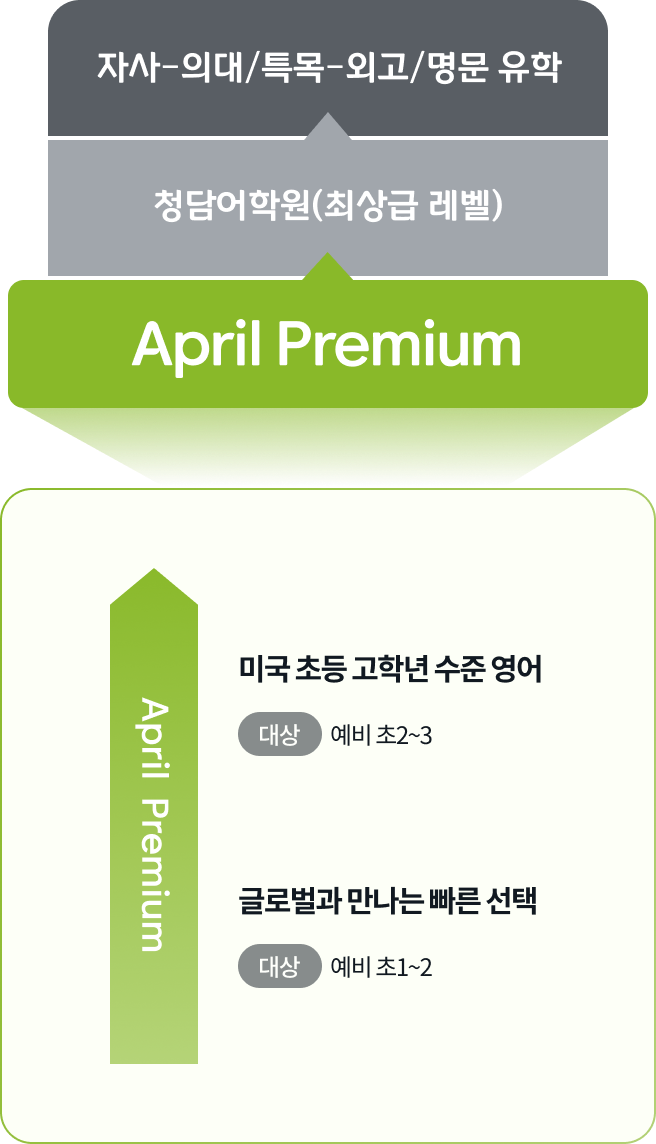 자사-의대/특목-외고/명문 유학
청담어학원(최상급 레벨)
April Premium
April Premium
미국 초등 고학년 수준 영어
대상 예비 초2~3
글로벌과 만나는 빠른 선택
대상 예비 초1~2